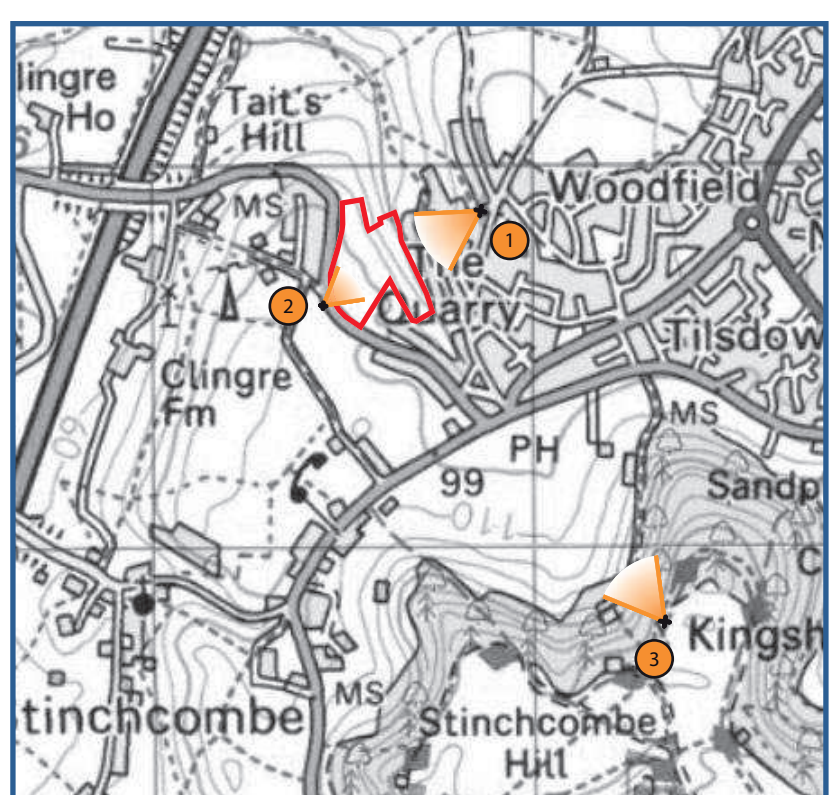 lingre
Ho
Tait's
Hill
MS
Woodfield
1
The
Quarry
2
Tilsdow
Clingre
Fm
MS
PH
60
99
110
Sandp
C
Kingsh
3
MS
tinchcombe
Stinchcombe
Hill